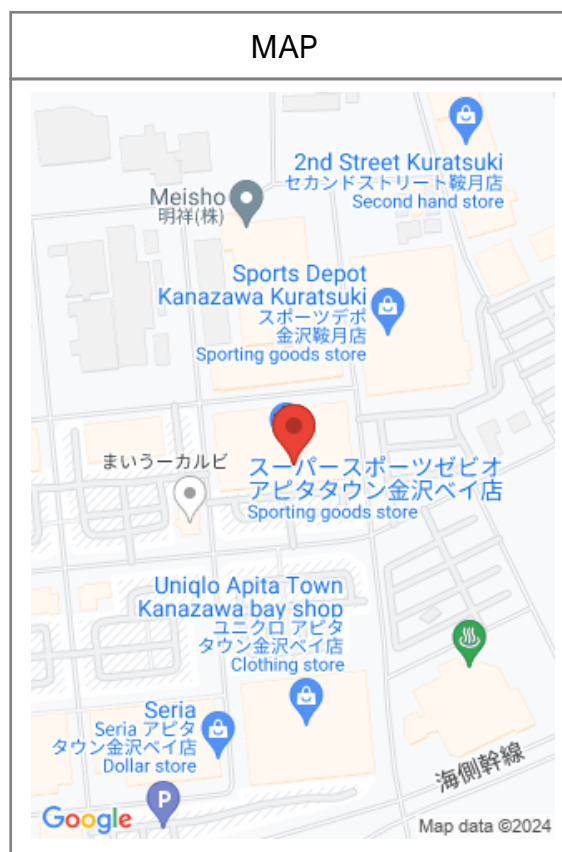 MAP
2nd Street Kuratsuki
セカンドストリート鞍月店
Second hand store
Meisho
明祥(株)
Sports Depot
Kanazawa Kuratsuki
スポーツデポ
金沢鞍月店
Sporting goods store
まいうーカルビ
スーパースポーツゼビオ
アピタタウン金沢ベイ店
Sporting goods store
Uniqlo Apita Town
Kanazawa bay shop
ユニクロ アピタ
タウン金沢ベイ店
Clothing store
Seria
Seria アピタ
タウン金沢ベイ店
Dollar store
海側幹線
P
Google
Map data ©2024